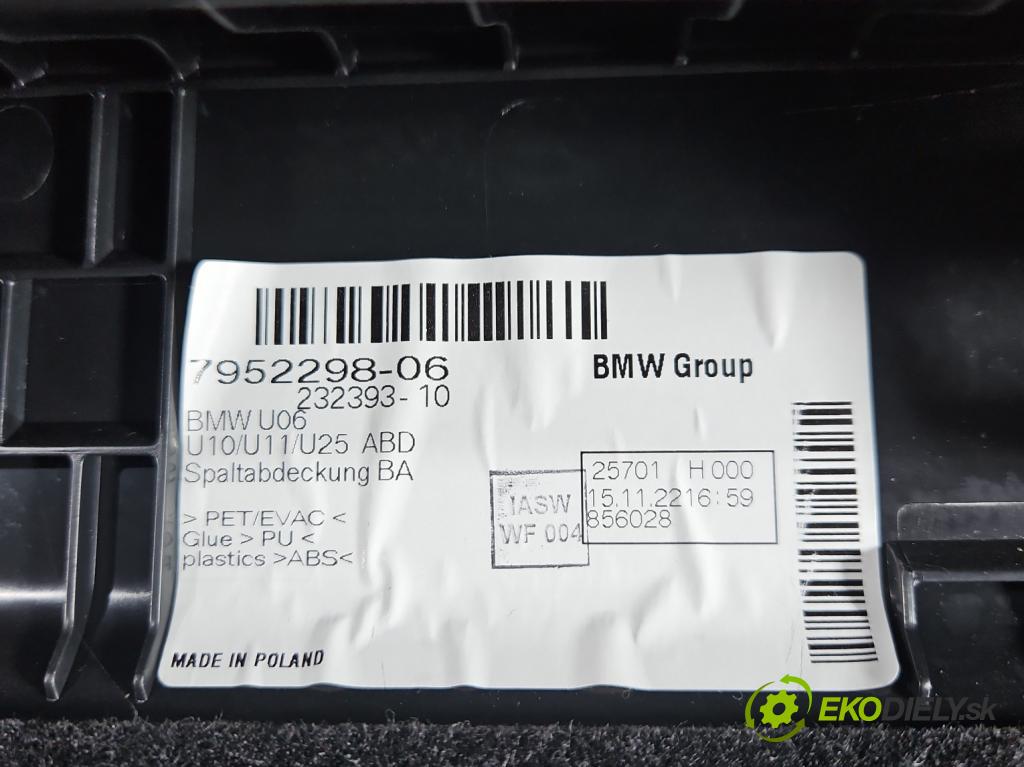 7952298-06
232393-10
BMW Group
BMW U06
U10/U11/U25 ABD
Spaltabdeckung BA
> PET/EVAC <
Glue > PU <
plastics >ABS<
IASW
WF 004
25701 H 000
15.11.2216:59
856028
MADE IN POLAND
EKODIELY.sk